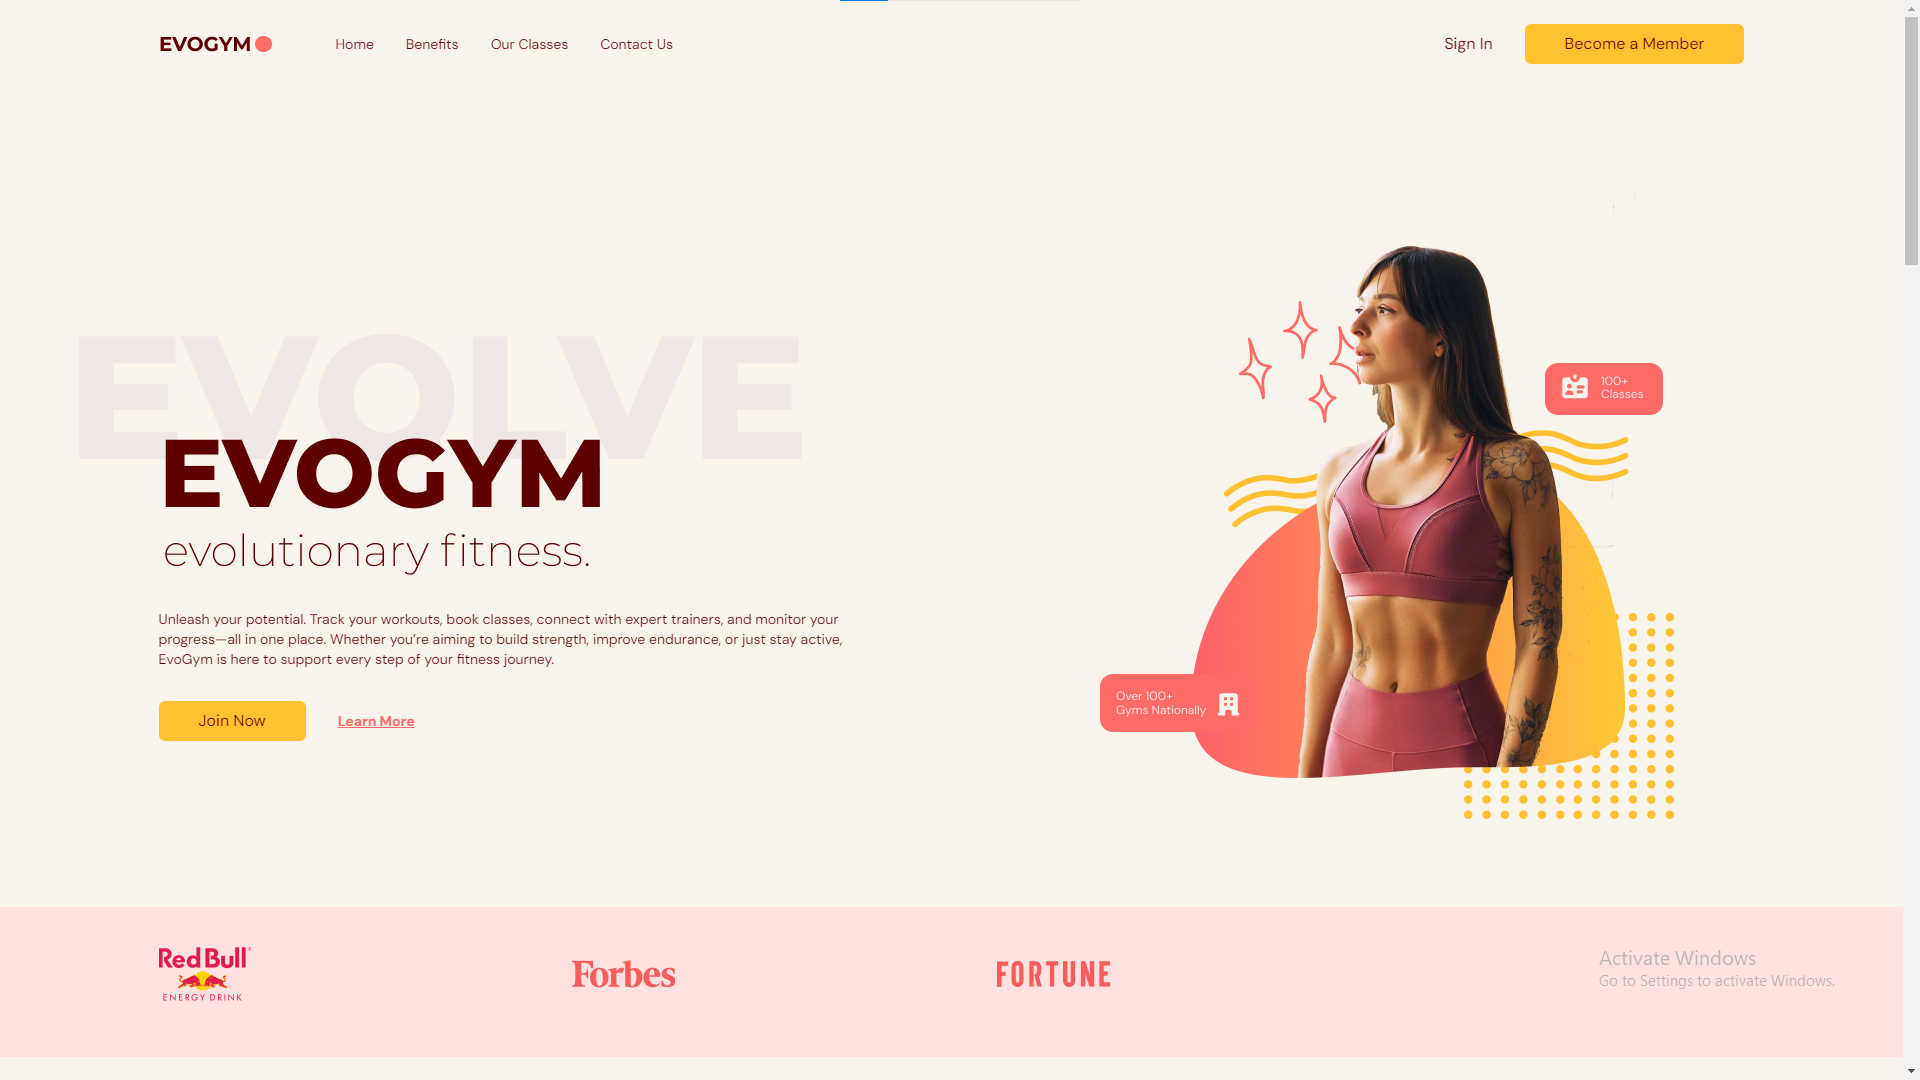 EVOGYM
Home
Benefits
Our Classes
Contact Us
Sign In
Become a Member
EVOLVE
EVOGYM
evolutionary fitness.
Unleash your potential. Track your workouts, book classes, connect with expert trainers, and monitor your
progress—all in one place. Whether you’re aiming to build strength, improve endurance, or just stay active,
EvoGym is here to support every step of your fitness journey.
Join Now
Learn More
100+
Classes
Over 100+
Gyms Nationally
Red Bull
ENERGY DRINK
Forbes
FORTUNE
Activate Windows
Go to Settings to activate Windows.